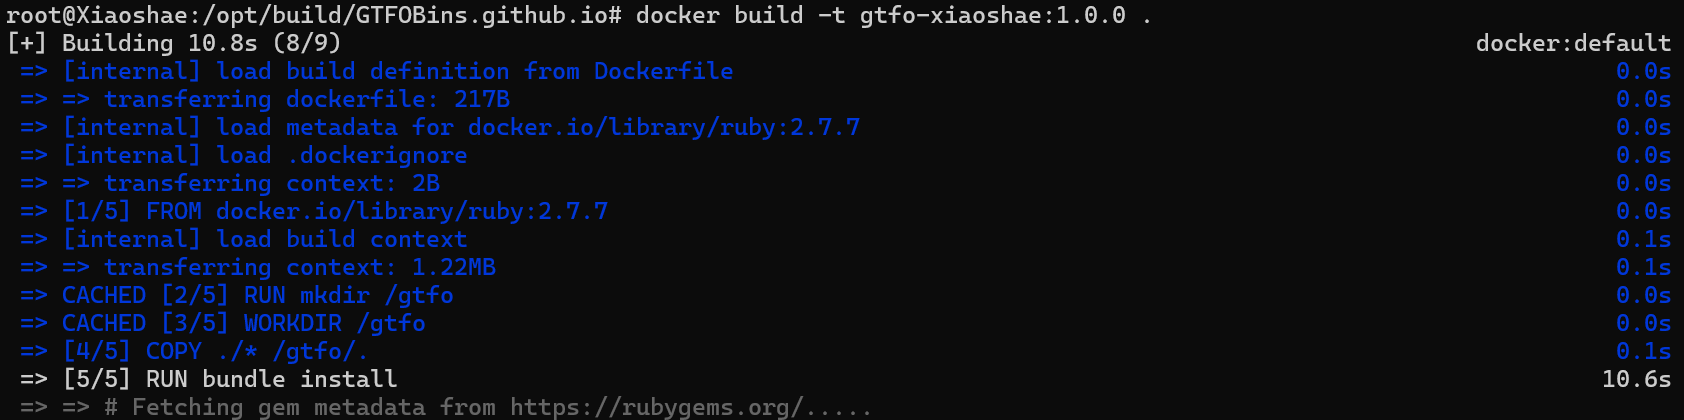 root@Xiaoshae:/opt/build/GTFOBins.github.io# docker build -t gtfo-xiaoshae:1.0.0 .
[+] Building 10.8s (8/9) docker:default
=> [internal] load build definition from Dockerfile 0.0s
=> => transferring dockerfile: 217B 0.0s
=> [internal] load metadata for docker.io/library/ruby:2.7.7 0.0s
=> [internal] load .dockerignore 0.0s
=> => transferring context: 2B 0.0s
=> [1/5] FROM docker.io/library/ruby:2.7.7 0.0s
=> [internal] load build context 0.1s
=> => transferring context: 1.22MB 0.1s
=> CACHED [2/5] RUN mkdir /gtfo 0.0s
=> CACHED [3/5] WORKDIR /gtfo 0.0s
=> [4/5] COPY ./* /gtfo/. 0.1s
=> [5/5] RUN bundle install 10.6s
=> => # Fetching gem metadata from https://rubygems.org/.....